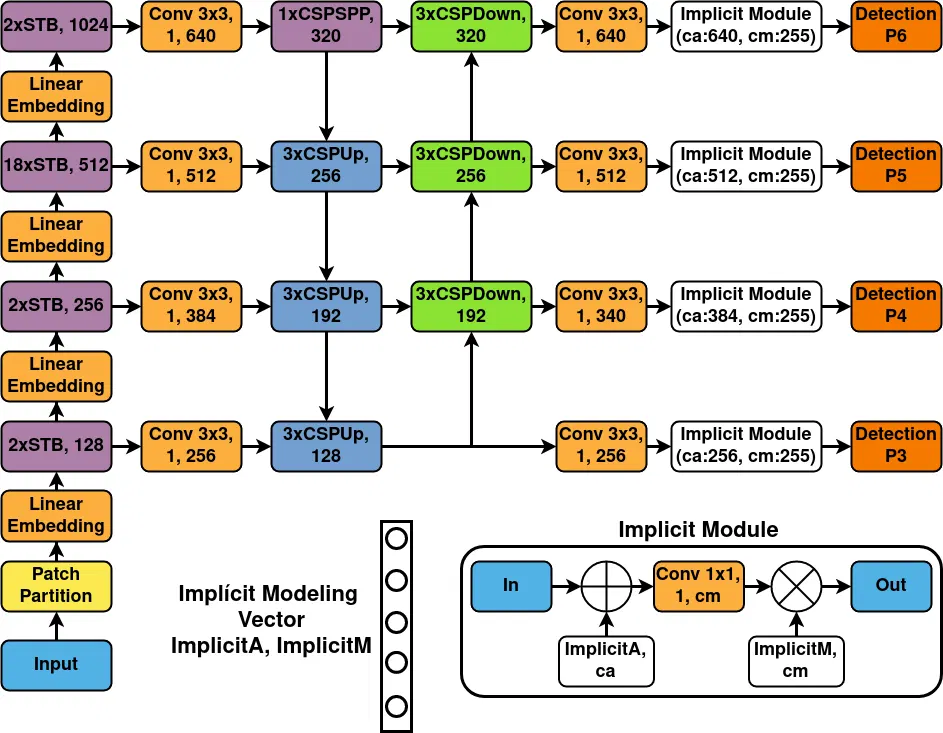 2xSTB, 1024
Conv 3x3,
1, 640
1xCSPSPP,
320
3xCSPDown,
320
Conv 3x3,
1, 640
Implicit Module
(ca:640, cm:255)
Detection
P6
Linear
Embedding
18xSTB, 512
Conv 3x3,
1, 512
3xCSPUp,
256
3xCSPDown,
256
Conv 3x3,
1, 512
Implicit Module
(ca:512, cm:255)
Detection
P5
Linear
Embedding
2xSTB, 256
Conv 3x3,
1, 384
3xCSPUp,
192
3xCSPDown,
192
Conv 3x3,
1, 340
Implicit Module
(ca:384, cm:255)
Detection
P4
Linear
Embedding
2xSTB, 128
Conv 3x3,
1, 256
3xCSPUp,
128
Conv 3x3,
1, 256
Implicit Module
(ca:256, cm:255)
Detection
P3
Linear
Embedding
Patch
Partition
Input
Implícit Modeling
Vector
ImplicitA, ImplicitM
Implicit Module
In
Conv 1x1,
1, cm
Out
ImplicitA,
ca
ImplicitM,
cm